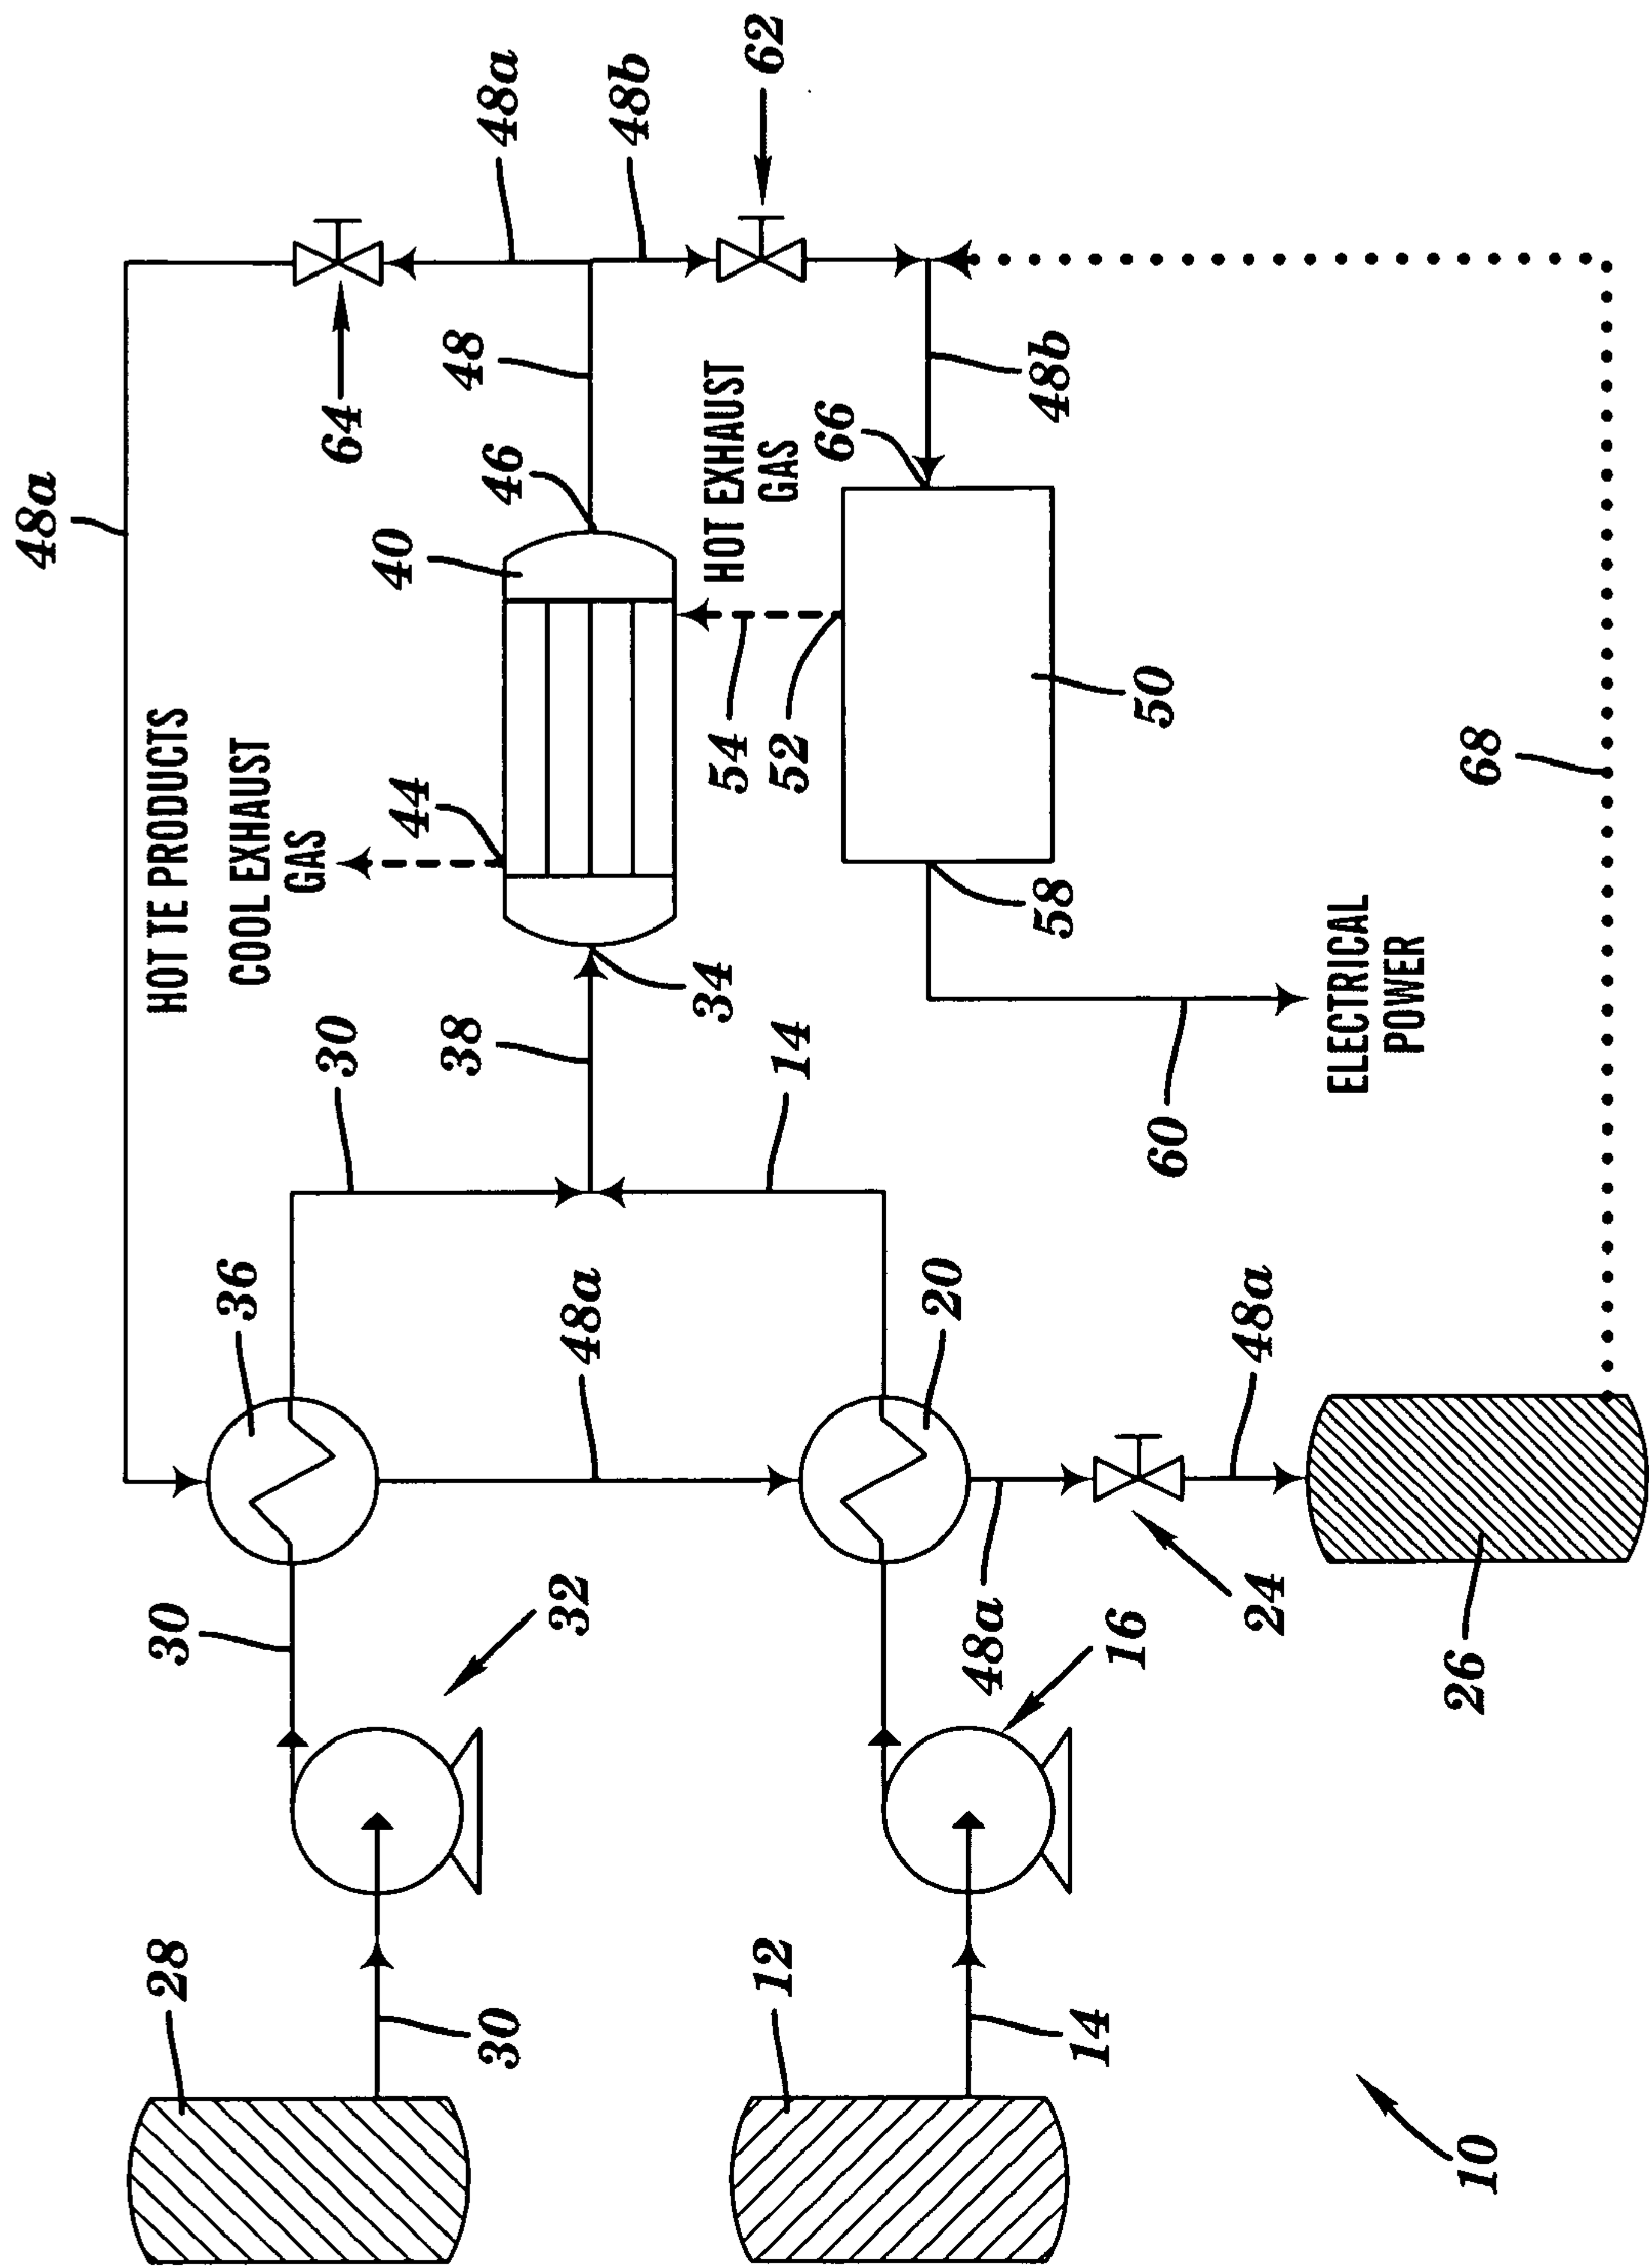 48a
28
30
HOT TE PRODUCTS
36
COOL EXHAUST
GAS
30
64
44
40
38
48
30
46
48a
32
48a
48b
34
54
HOT EXHAUST
GAS
12
14
52
62
66
20
48a
58
48b
14
16
60
50
24
48a
ELECTRICAL
POWER
10
26
68